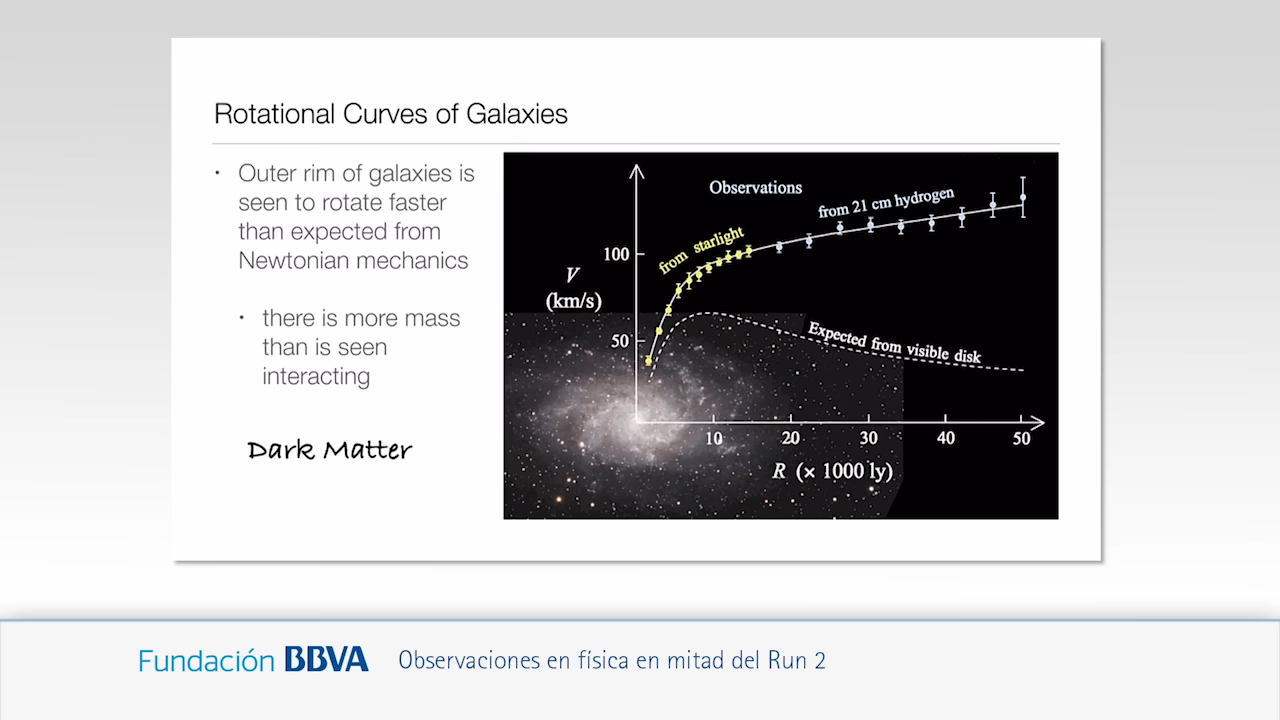 Rotational Curves of Galaxies
• Outer rim of galaxies is
seen to rotate faster
than expected from
Newtonian mechanics
• there is more mass
than is seen
interacting
Dark Matter
Observations
from starlight
from 21 cm hydrogen
100
V
(km/s)
50
Expected from visible disk
10 20 30 40 50
R (× 1000 ly)
Fundación BBVA Observaciones en física en mitad del Run 2